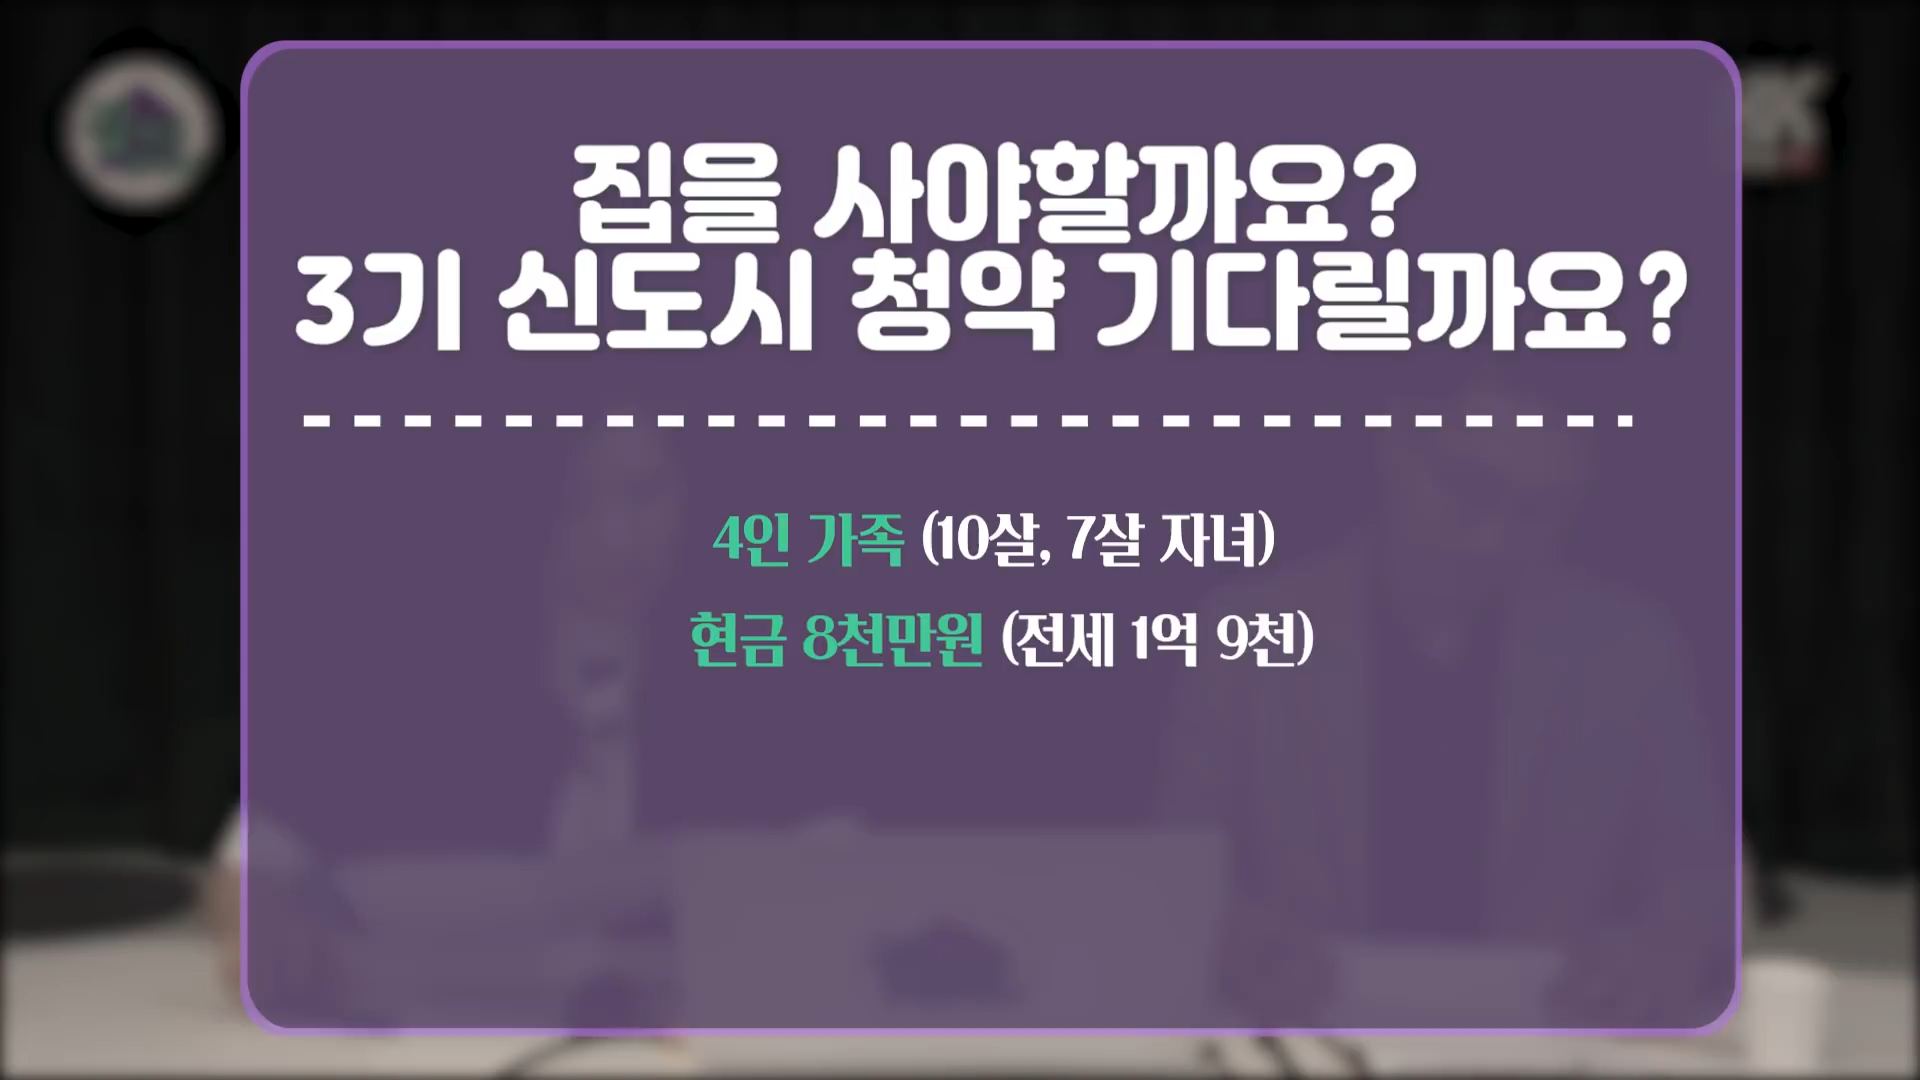 집을 사야할까요?
3기 신도시 청약 기다릴까요?
4인 가족 (10살, 7살 자녀)
현금 8천만원 (전세 1억 9천)